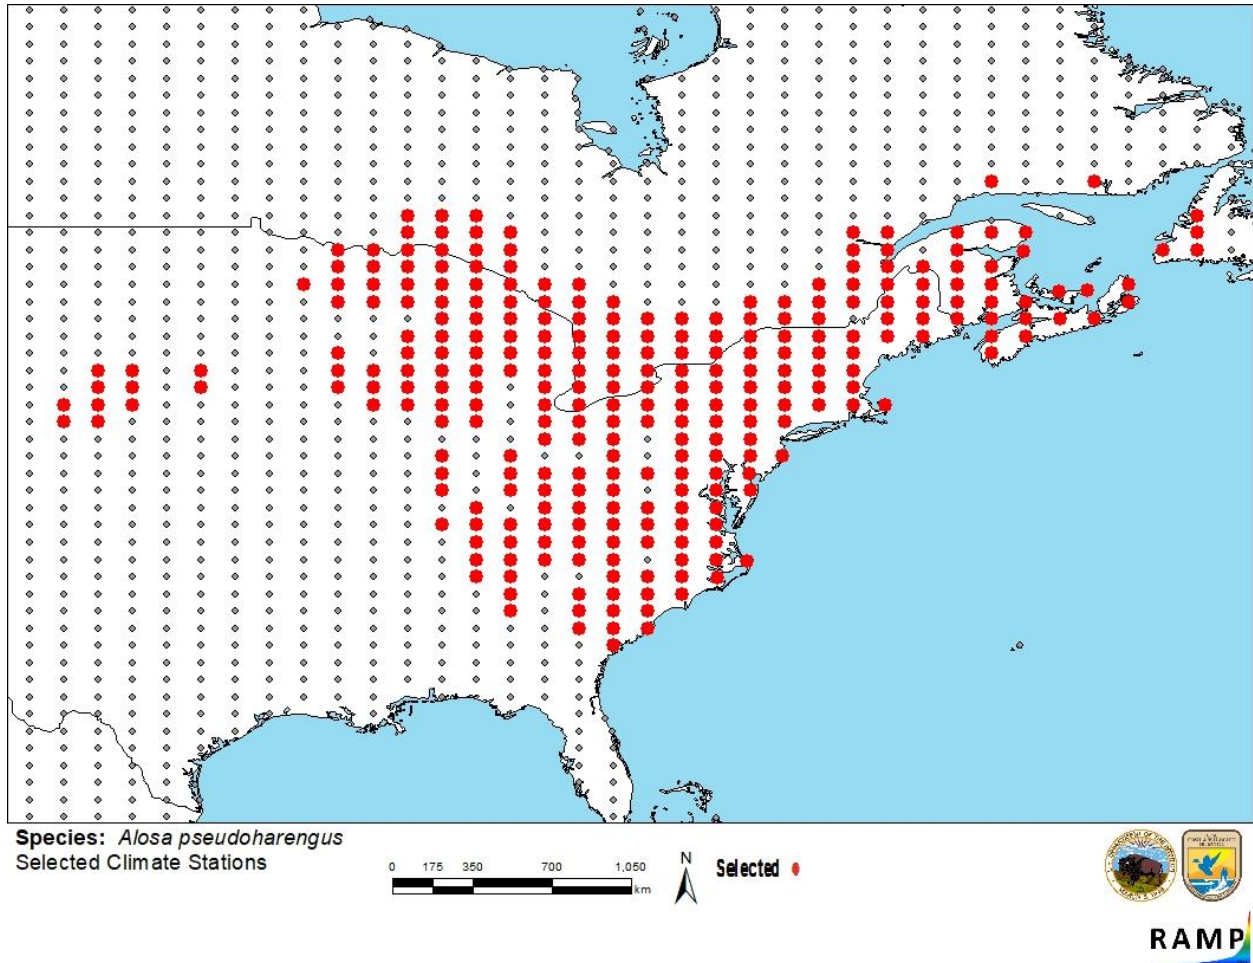 Species: Alosa pseudoharengus
Selected Climate Stations
0 175 350 700 1,050
km
N
Selected
RAMP